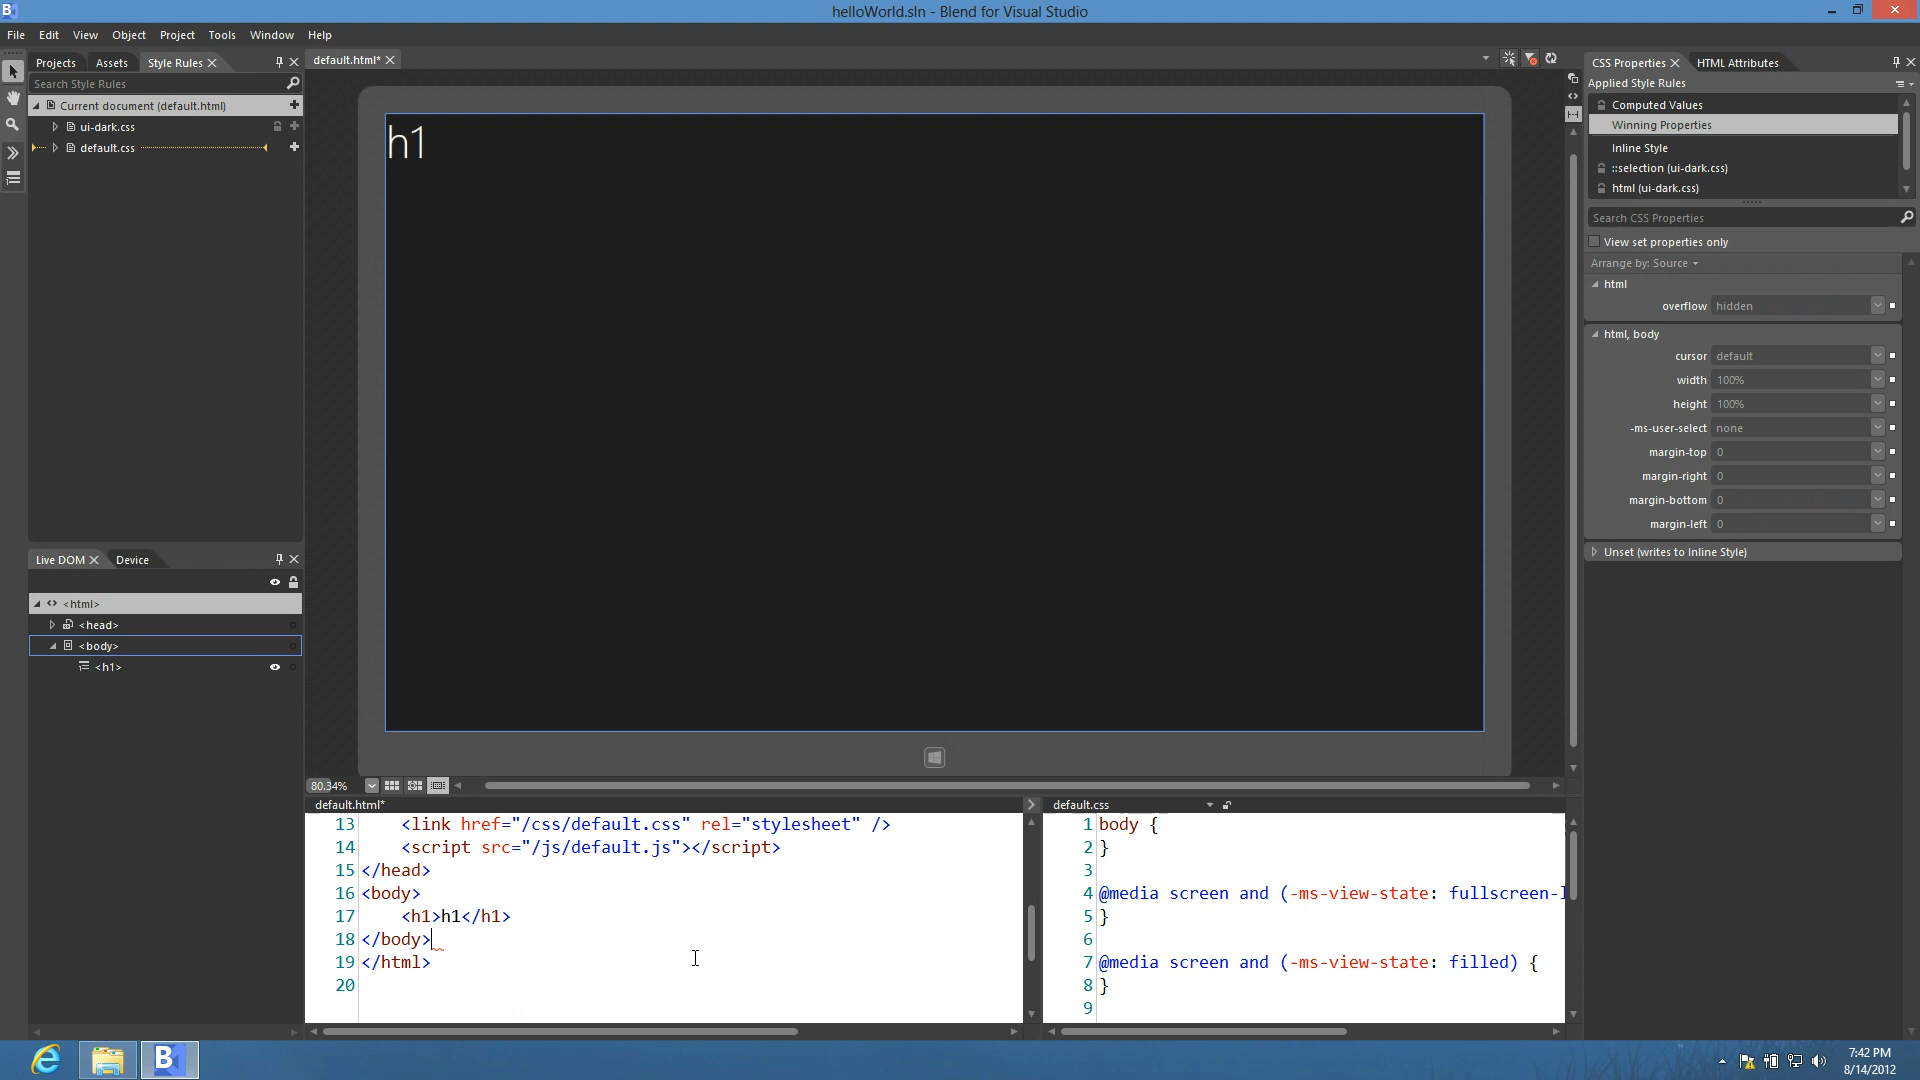 helloWorld.sln - Blend for Visual Studio
File Edit View Object Project Tools Window Help
Projects Assets Style Rules
Search Style Rules
Current document (default.html)
ui-dark.css
default.css
default.html*
h1
CSS Properties HTML Attributes
Applied Style Rules
Computed Values
Winning Properties
Inline Style
::selection (ui-dark.css)
html (ui-dark.css)
Search CSS Properties
View set properties only
Arrange by: Source
html
overflow hidden
html, body
cursor default
width 100%
height 100%
-ms-user-select none
margin-top 0
margin-right 0
margin-bottom 0
margin-left 0
Unset (writes to Inline Style)
Live DOM Device
<html>
<head>
<body>
<h1>
80.34%
default.html*
13 <link href="/css/default.css" rel="stylesheet" />
14 <script src="/js/default.js"></script>
15 </head>
16 <body>
17 <h1>h1</h1>
18 </body>
19 </html>
20
default.css
1 body {
2 }
3
4 @media screen and (-ms-view-state: fullscreen-
5 }
6
7 @media screen and (-ms-view-state: filled) {
8 }
9
7:42 PM
8/14/2012